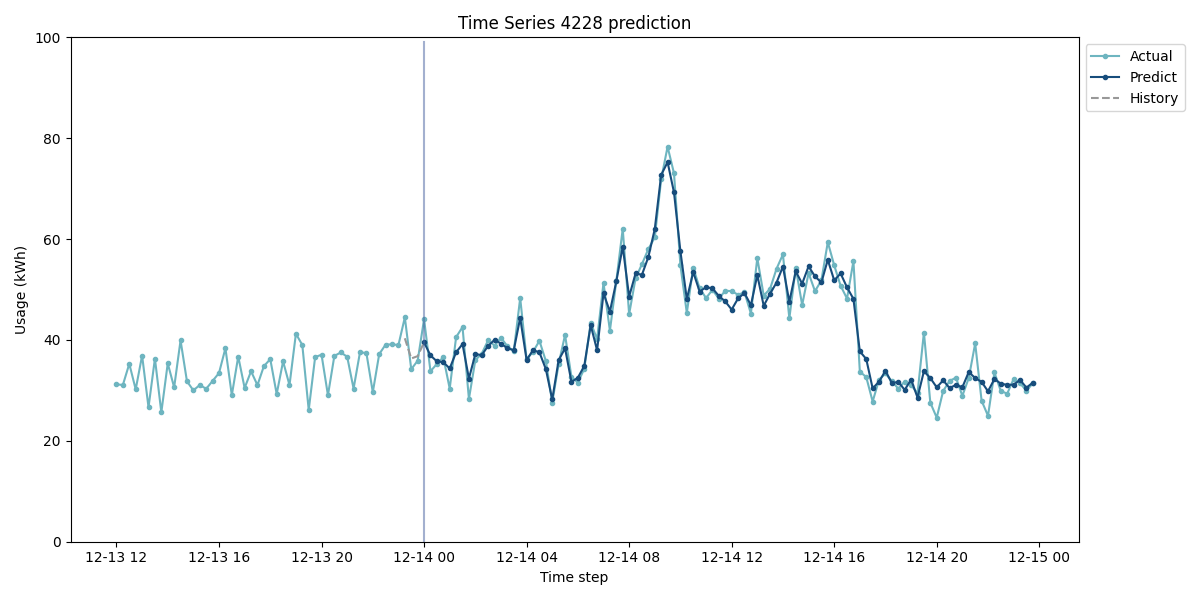 Time Series 4228 prediction
Actual
Predict
History
Usage (kWh)
100
80
60
40
20
0
12-13 12
12-13 16
12-13 20
12-14 00
12-14 04
12-14 08
12-14 12
12-14 16
12-14 20
12-15 00
Time step